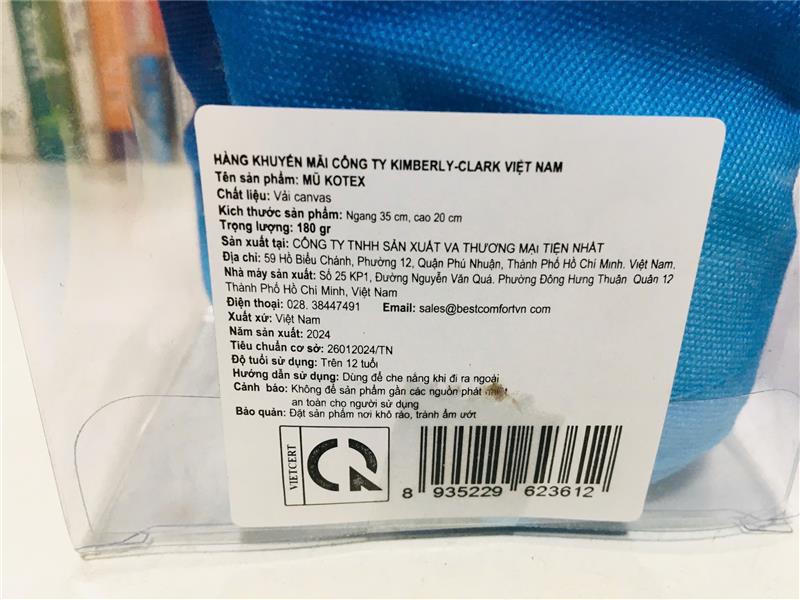 HÀNG KHUYẾN MÃI CÔNG TY KIMBERLY-CLARK VIỆT NAM
Tên sản phẩm: MŨ KOTEX
Chất liệu: Vải canvas
Kích thước sản phẩm: Ngang 35 cm, cao 20 cm
Trọng lượng: 180 gr
Sản xuất tại: CÔNG TY TNHH SẢN XUẤT VA THƯƠNG MẠI TIỆN NHẤT
Địa chỉ: 59 Hồ Biểu Chánh, Phường 12, Quận Phú Nhuận, Thành Phố Hồ Chí Minh. Việt Nam.
Nhà máy sản xuất: Số 25 KP1, Đường Nguyễn Văn Quá. Phường Đông Hưng Thuận Quân 12
Thành Phố Hồ Chí Minh, Việt Nam
Điện thoại: 028. 38447491 Email: sales@bestcomfortvn.com
Xuất xứ: Việt Nam
Năm sản xuất: 2024
Tiêu chuẩn cơ sở: 26012024/TN
Độ tuổi sử dụng: Trên 12 tuổi
Hướng dẫn sử dụng: Dùng để che nắng khi đi ra ngoài
Cảnh báo: Không để sản phẩm gần các nguồn phát
an toàn cho người sử dụng
Bảo quản: Đặt sản phẩm nơi khô ráo, tránh ẩm ướt
VIETCERT
8 935229 623612